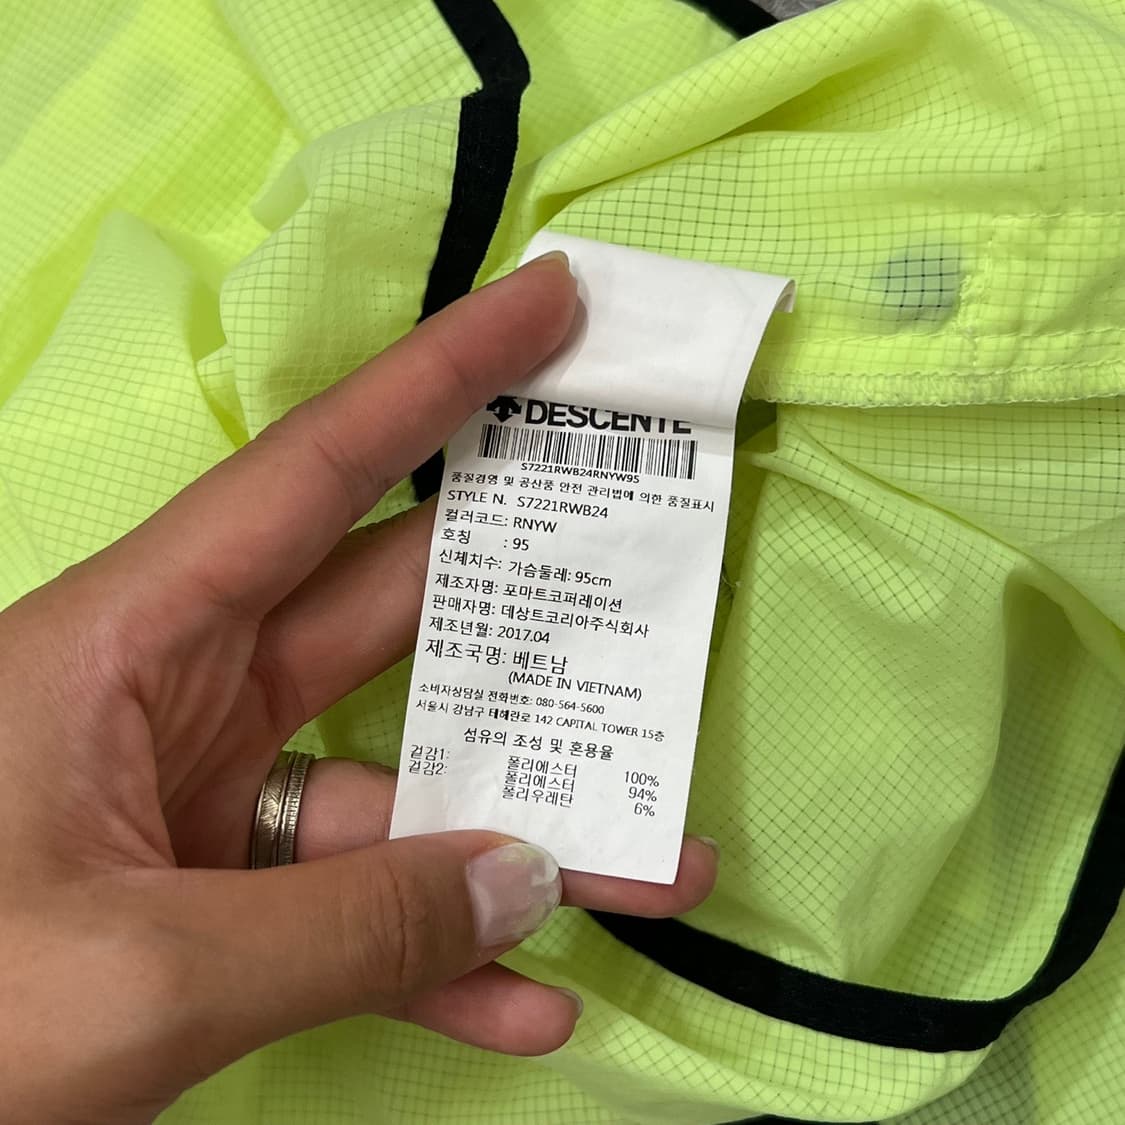 DESCENTE
S7221RWB24RNYW95
품질경영 및 공산품 안전 관리법에 의한 품질표시
STYLE N. S7221RWB24
컬러코드: RNYW
호칭 : 95
신체치수: 가슴둘레: 95cm
제조자명: 포마트코퍼레이션
판매자명: 데상트코리아주식회사
제조년월: 2017.04
제조국명: 베트남
(MADE IN VIETNAM)
소비자상담실 전화번호: 080-564-5600
서울시 강남구 테헤란로 142 CAPITAL TOWER 15층
섬유의 조성 및 혼용율
겉감1: 폴리에스터 100%
겉감2: 폴리에스터 94%
폴리우레탄 6%